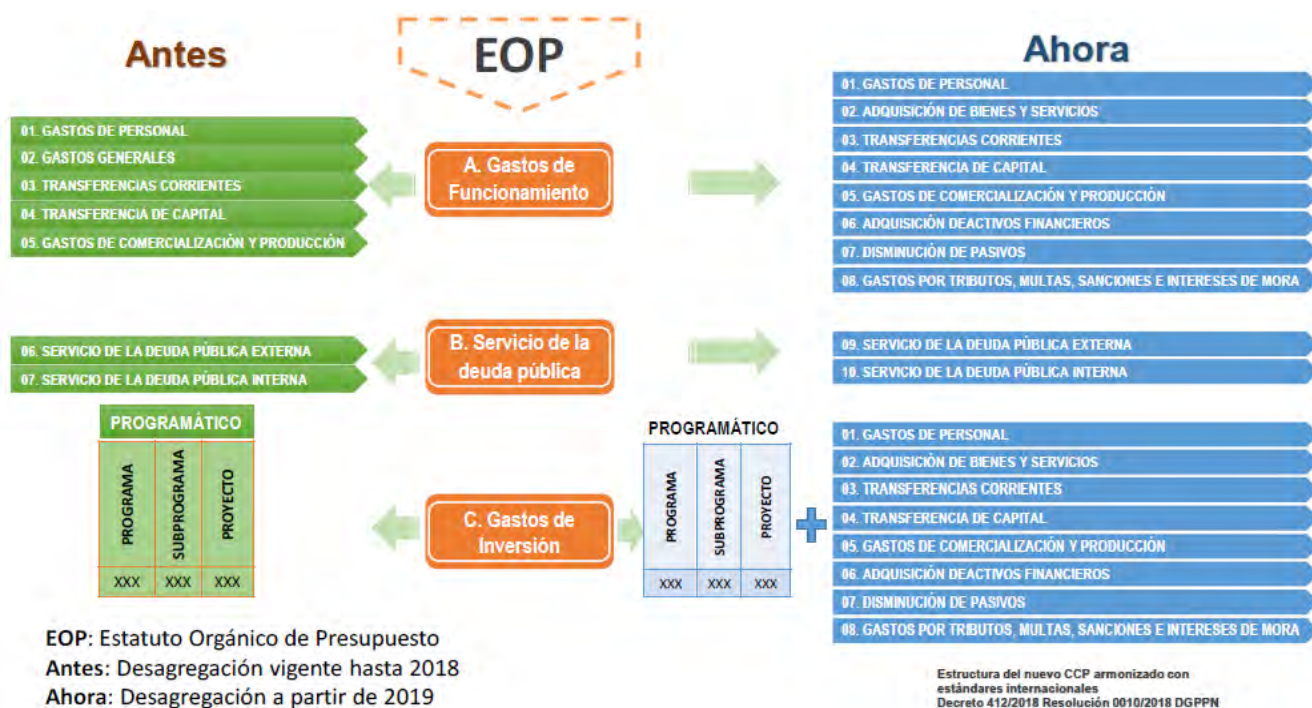 Antes
EOP
Ahora
01. GASTOS DE PERSONAL
02. GASTOS GENERALES
03. TRANSFERENCIAS CORRIENTES
04. TRANSFERENCIA DE CAPITAL
05. GASTOS DE COMERCIALIZACIÓN Y PRODUCCIÓN
A. Gastos de
Funcionamiento
01. GASTOS DE PERSONAL
02. ADQUISICIÓN DE BIENES Y SERVICIOS
03. TRANSFERENCIAS CORRIENTES
04. TRANSFERENCIA DE CAPITAL
05. GASTOS DE COMERCIALIZACIÓN Y PRODUCCIÓN
06. ADQUISICIÓN DEACTIVOS FINANCIEROS
07. DISMINUCIÓN DE PASIVOS
08. GASTOS POR TRIBUTOS, MULTAS, SANCIONES E INTERESES DE MORA
06. SERVICIO DE LA DEUDA PÚBLICA EXTERNA
07. SERVICIO DE LA DEUDA PÚBLICA INTERNA
B. Servicio de la
deuda pública
09. SERVICIO DE LA DEUDA PÚBLICA EXTERNA
10. SERVICIO DE LA DEUDA PÚBLICA INTERNA
PROGRAMÁTICO
PROGRAMA
SUBPROGRAMA
PROYECTO
XXX XXX XXX
C. Gastos de
Inversión
PROGRAMÁTICO
PROGRAMA
SUBPROGRAMA
PROYECTO
XXX XXX XXX
01. GASTOS DE PERSONAL
02. ADQUISICIÓN DE BIENES Y SERVICIOS
03. TRANSFERENCIAS CORRIENTES
04. TRANSFERENCIA DE CAPITAL
05. GASTOS DE COMERCIALIZACIÓN Y PRODUCCIÓN
06. ADQUISICIÓN DEACTIVOS FINANCIEROS
07. DISMINUCIÓN DE PASIVOS
08. GASTOS POR TRIBUTOS, MULTAS, SANCIONES E INTERESES DE MORA
EOP: Estatuto Orgánico de Presupuesto
Antes: Desagregación vigente hasta 2018
Ahora: Desagregación a partir de 2019
Estructura del nuevo CCP armonizado con
estándares internacionales
Decreto 412/2018 Resolución 0010/2018 DGPPN